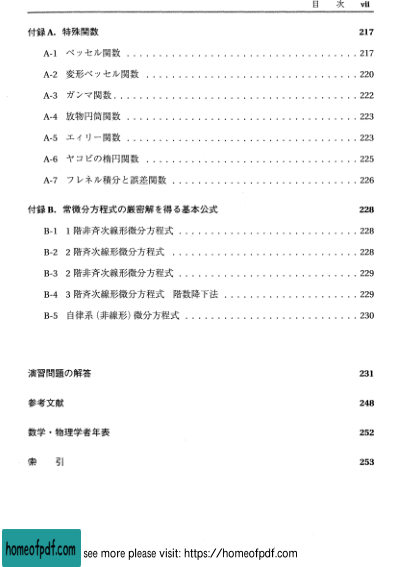 目 次 vii
付録 A. 特殊関数 217
A-1 ベッセル関数 ........ 217
A-2 変形ベッセル関数 ........ 220
A-3 ガンマ関数 ........ 222
A-4 放物円筒関数 ........ 223
A-5 エィリー関数 ........ 223
A-6 ヤコビの楕円関数 ........ 225
A-7 フレネル積分と誤差関数 ........ 226
付録 B. 常微分方程式の厳密解を得る基本公式 228
B-1 1 階非斉次線形微分方程式 ........ 228
B-2 2 階斉次線形微分方程式 ........ 228
B-3 2 階非斉次線形微分方程式 ........ 229
B-4 3 階斉次線形微分方程式 階数降下法 ........ 229
B-5 自律系 (非線形) 微分方程式 ........ 230
演習問題の解答 231
参考文献 248
数学・物理学者年表 252
索 引 253
homeofpdf.com see more please visit: https://homeofpdf.com